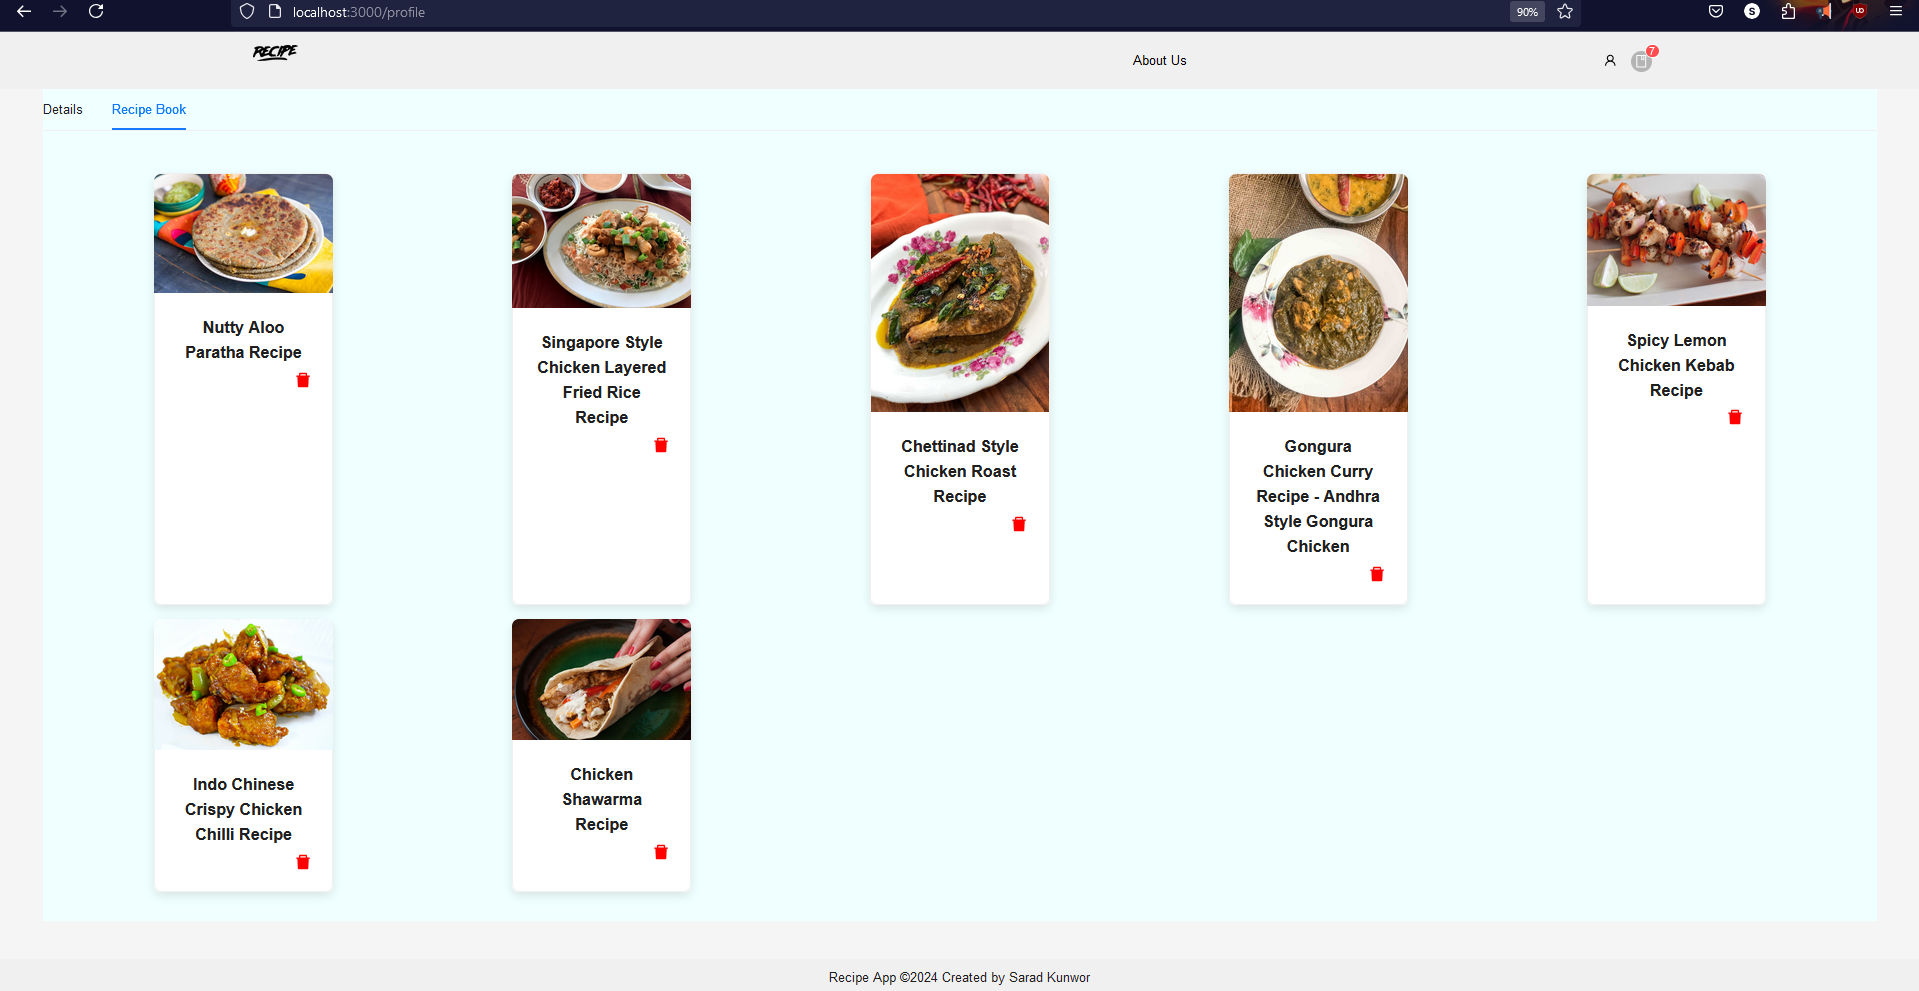 localhost:3000/profile
90%
S
UD
RECIPE
About Us
7
Details
Recipe Book
Nutty Aloo
Paratha Recipe
Singapore Style
Chicken Layered
Fried Rice
Recipe
Chettinad Style
Chicken Roast
Recipe
Gongura
Chicken Curry
Recipe - Andhra
Style Gongura
Chicken
Spicy Lemon
Chicken Kebab
Recipe
Indo Chinese
Crispy Chicken
Chilli Recipe
Chicken
Shawarma
Recipe
Recipe App ©2024 Created by Sarad Kunwor